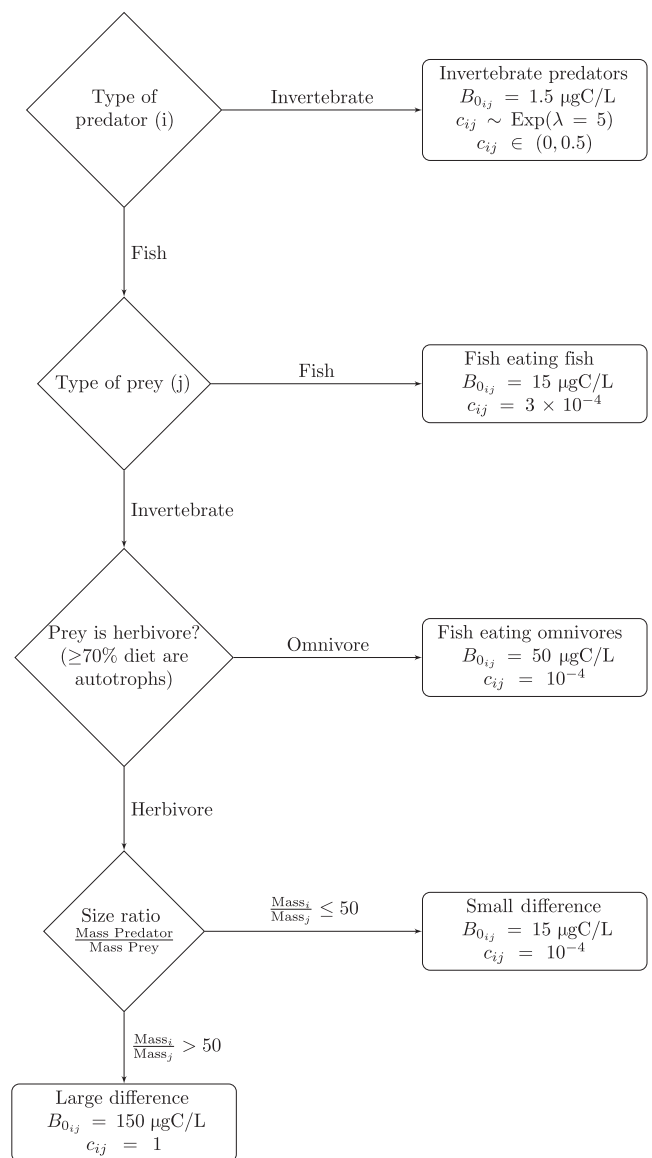 Type of
predator (i)
Invertebrate
Invertebrate predators
B₀ᵢⱼ = 1.5 µgC/L
cᵢⱼ ∼ Exp(λ = 5)
cᵢⱼ ∈ (0, 0.5)
Fish
Type of prey (j)
Fish
Fish eating fish
B₀ᵢⱼ = 15 µgC/L
cᵢⱼ = 3 × 10⁻⁴
Invertebrate
Prey is herbivore?
(≥70% diet are
autotrophs)
Omnivore
Fish eating omnivores
B₀ᵢⱼ = 50 µgC/L
cᵢⱼ = 10⁻⁴
Herbivore
Size ratio
Mass Predator
Mass Prey
Massᵢ/Massⱼ ≤ 50
Small difference
B₀ᵢⱼ = 15 µgC/L
cᵢⱼ = 10⁻⁴
Massᵢ/Massⱼ > 50
Large difference
B₀ᵢⱼ = 150 µgC/L
cᵢⱼ = 1